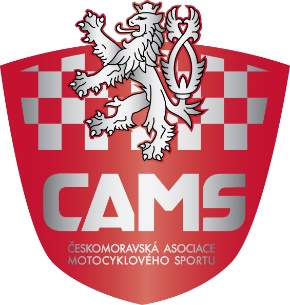 CAMS
ČESKOMORAVSKÁ ASOCIACE
MOTOCYKLOVÉHO SPORTU